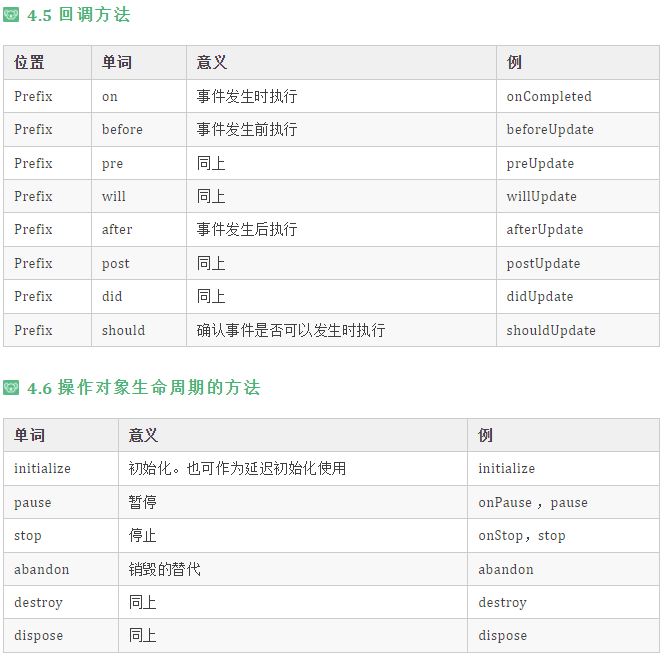 4.5 回调方法
位置 单词 意义 例
Prefix on 事件发生时执行 onCompleted
Prefix before 事件发生前执行 beforeUpdate
Prefix pre 同上 preUpdate
Prefix will 同上 willUpdate
Prefix after 事件发生后执行 afterUpdate
Prefix post 同上 postUpdate
Prefix did 同上 didUpdate
Prefix should 确认事件是否可以发生时执行 shouldUpdate
4.6 操作对象生命周期的方法
单词 意义 例
initialize 初始化。也可作为延迟初始化使用 initialize
pause 暂停 onPause ，pause
stop 停止 onStop，stop
abandon 销毁的替代 abandon
destroy 同上 destroy
dispose 同上 dispose